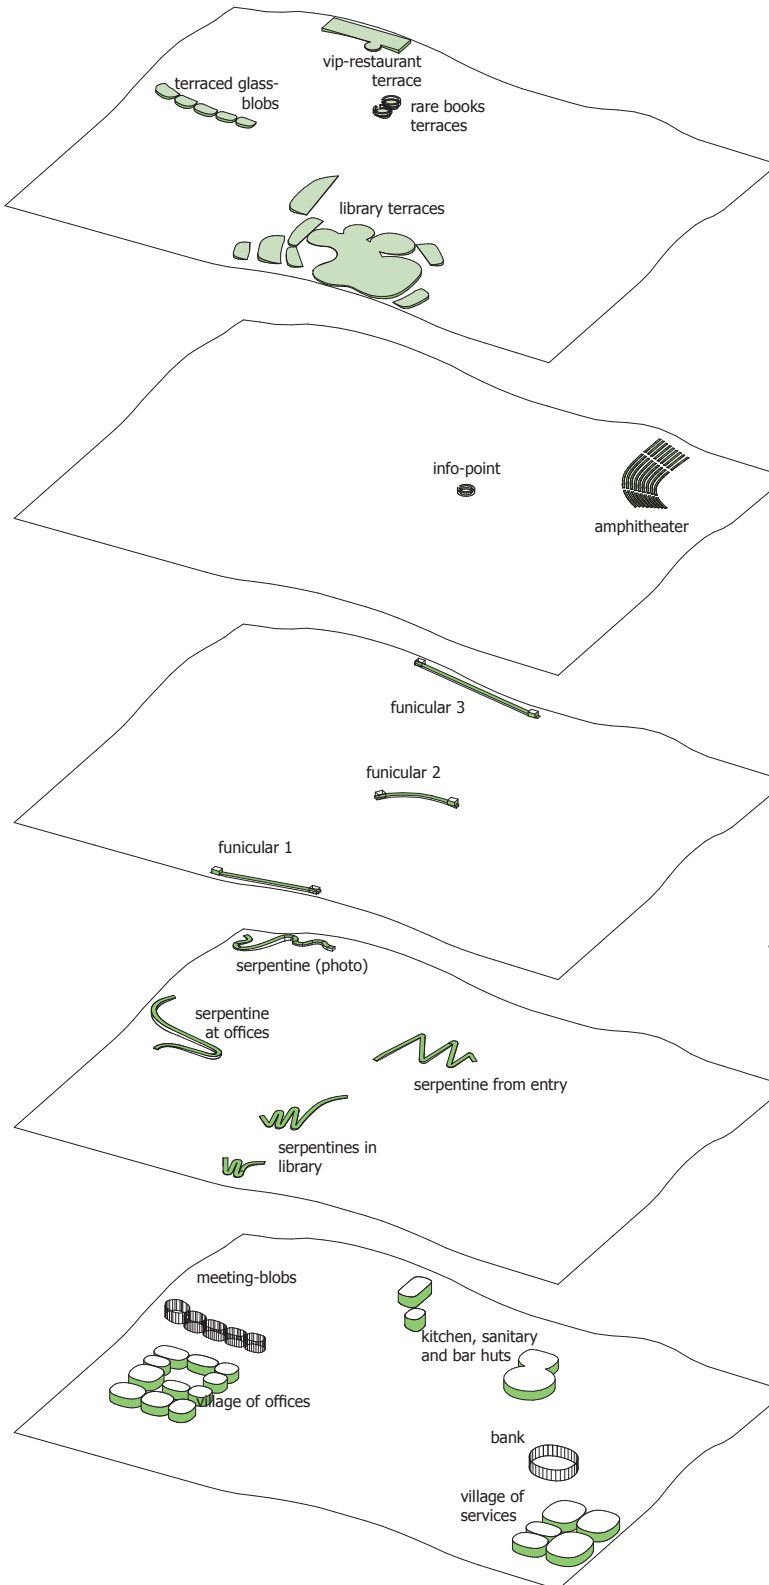 vip-restaurant
terrace
terraced glass-
blobs
rare books
terraces
library terraces
info-point
amphitheater
funicular 3
funicular 2
funicular 1
serpentine (photo)
serpentine
at offices
serpentine from entry
serpentines in
library
meeting-blobs
kitchen, sanitary
and bar huts
village of offices
bank
village of
services